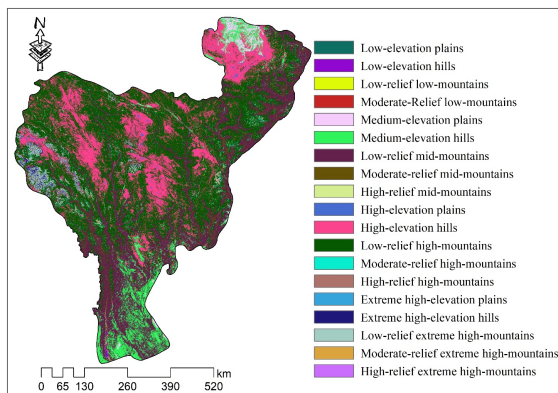 N
Low-elevation plains
Low-elevation hills
Low-relief low-mountains
Moderate-Relief low-mountains
Medium-elevation plains
Medium-elevation hills
Low-relief mid-mountains
Moderate-relief mid-mountains
High-relief mid-mountains
High-elevation plains
High-elevation hills
Low-relief high-mountains
Moderate-relief high-mountains
High-relief high-mountains
Extreme high-elevation plains
Extreme high-elevation hills
Low-relief extreme high-mountains
Moderate-relief extreme high-mountains
High-relief extreme high-mountains
km
0 65 130 260 390 520